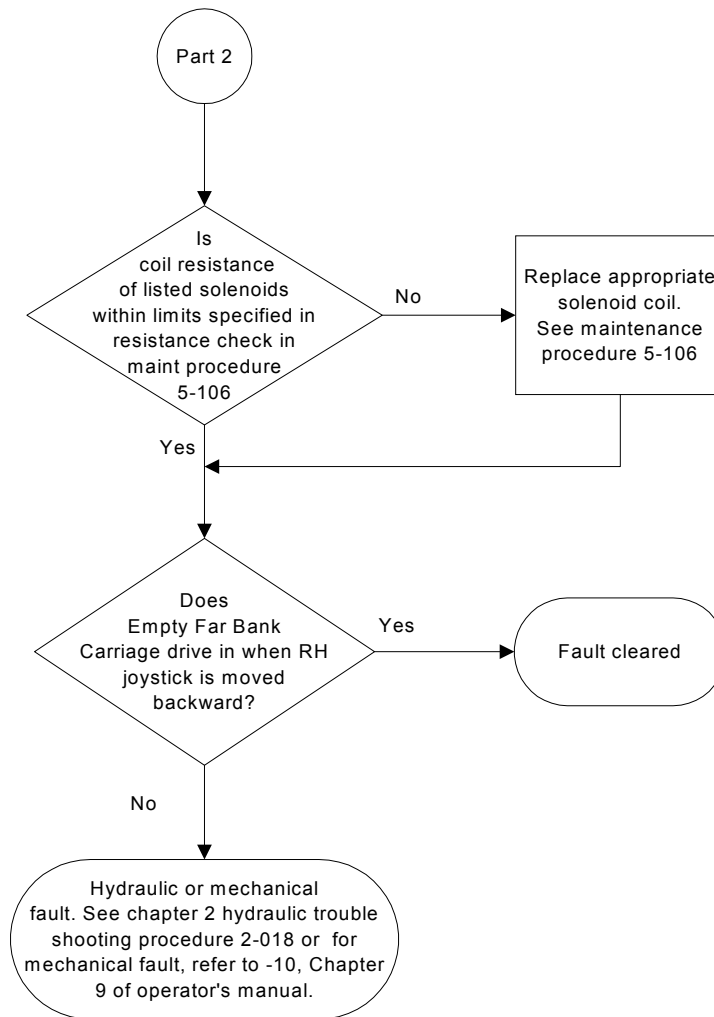 Part 2
Is
coil resistance
of listed solenoids
within limits specified in
resistance check in
maint procedure
5-106
No
Replace appropriate
solenoid coil.
See maintenance
procedure 5-106
Yes
Does
Empty Far Bank
Carriage drive in when RH
joystick is moved
backward?
Yes
Fault cleared
No
Hydraulic or mechanical
fault. See chapter 2 hydraulic trouble
shooting procedure 2-018 or for
mechanical fault, refer to -10, Chapter
9 of operator's manual.